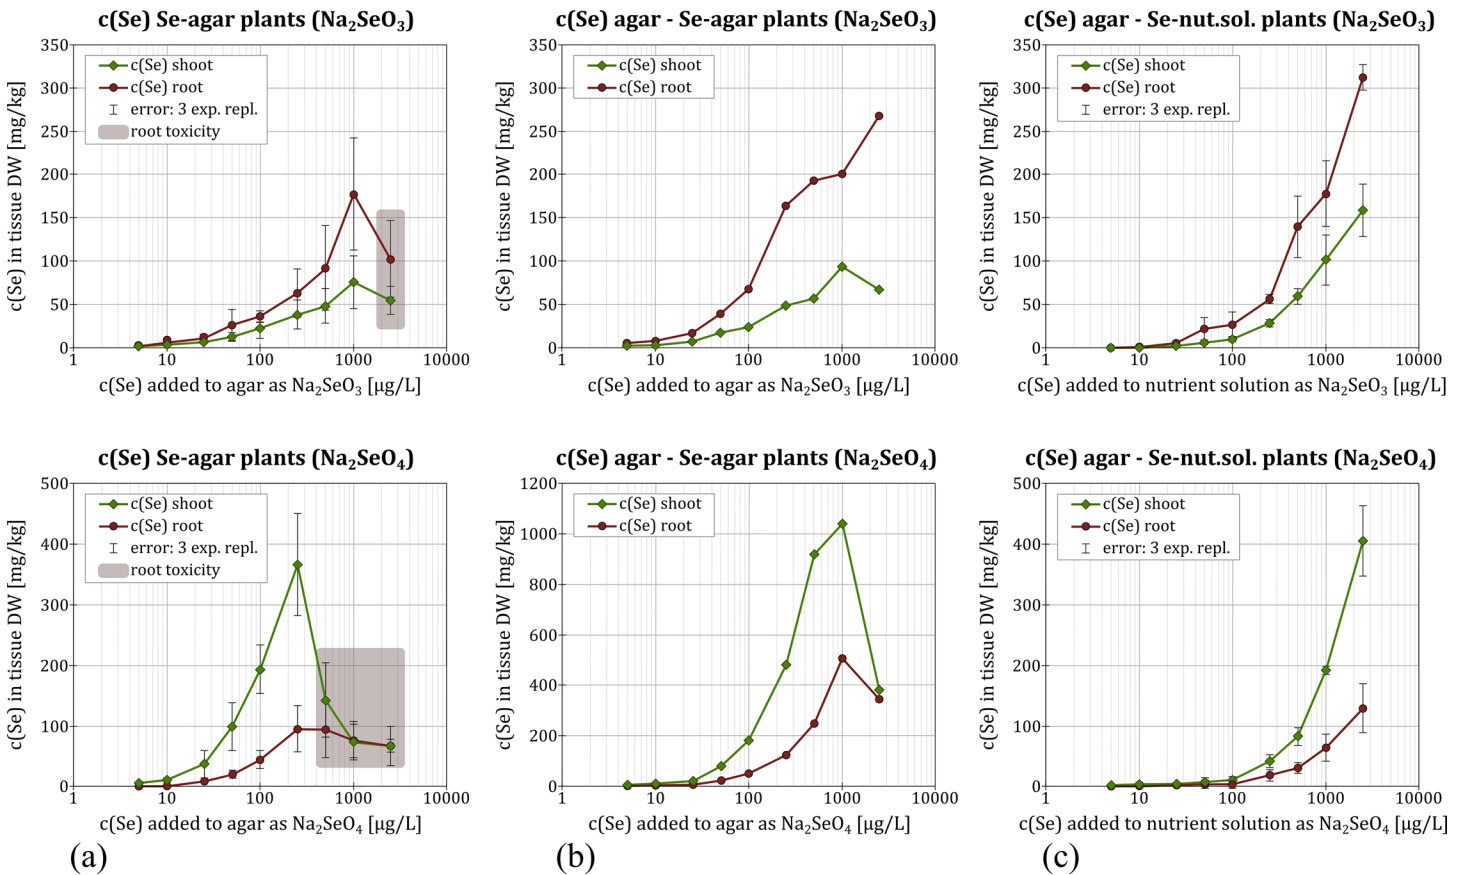 c(Se) Se-agar plants (Na₂SeO₃)
350
300
250
200
150
100
50
0
c(Se) in tissue DW [mg/kg]
c(Se) shoot
c(Se) root
error: 3 exp. repl.
root toxicity
1 10 100 1000 10000
c(Se) added to agar as Na₂SeO₃ [µg/L]
c(Se) agar - Se-agar plants (Na₂SeO₃)
350
300
250
200
150
100
50
0
c(Se) in tissue DW [mg/kg]
c(Se) shoot
c(Se) root
1 10 100 1000 10000
c(Se) added to agar as Na₂SeO₃ [µg/L]
c(Se) agar - Se-nut.sol. plants (Na₂SeO₃)
350
300
250
200
150
100
50
0
c(Se) in tissue DW [mg/kg]
c(Se) shoot
c(Se) root
error: 3 exp. repl.
1 10 100 1000 10000
c(Se) added to nutrient solution as Na₂SeO₃ [µg/L]
c(Se) Se-agar plants (Na₂SeO₄)
500
400
300
200
100
0
c(Se) in tissue DW [mg/kg]
c(Se) shoot
c(Se) root
error: 3 exp. repl.
root toxicity
1 10 100 1000 10000
c(Se) added to agar as Na₂SeO₄ [µg/L]
(a)
c(Se) agar - Se-agar plants (Na₂SeO₄)
1200
1000
800
600
400
200
0
c(Se) in tissue DW [mg/kg]
c(Se) shoot
c(Se) root
1 10 100 1000 10000
c(Se) added to agar as Na₂SeO₄ [µg/L]
(b)
c(Se) agar - Se-nut.sol. plants (Na₂SeO₄)
500
400
300
200
100
0
c(Se) in tissue DW [mg/kg]
c(Se) shoot
c(Se) root
error: 3 exp. repl.
1 10 100 1000 10000
c(Se) added to nutrient solution as Na₂SeO₄ [µg/L]
(c)